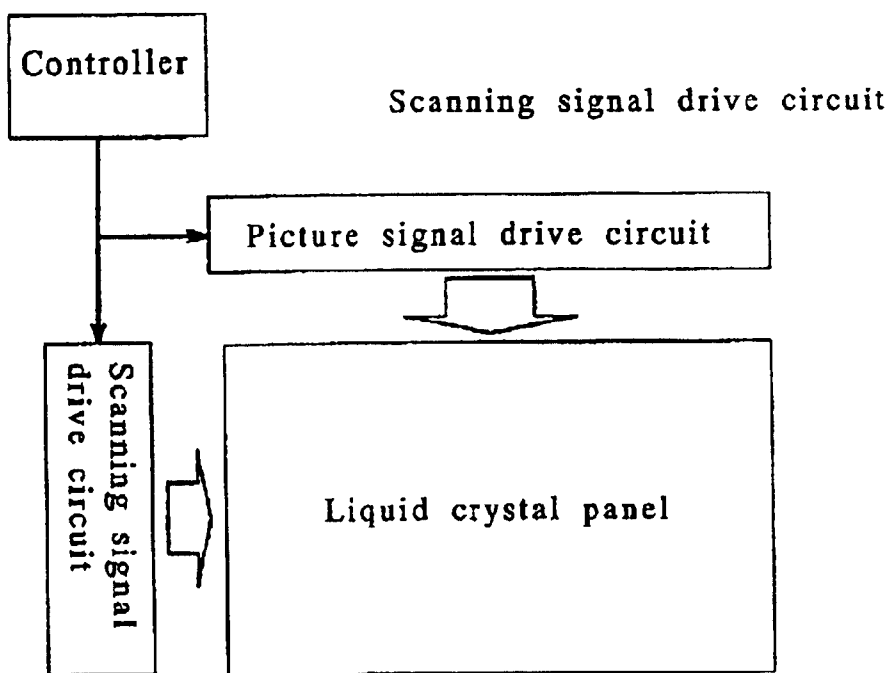 Controller
Scanning signal drive circuit
Picture signal drive circuit
Scanning signal
drive circuit
Liquid crystal panel